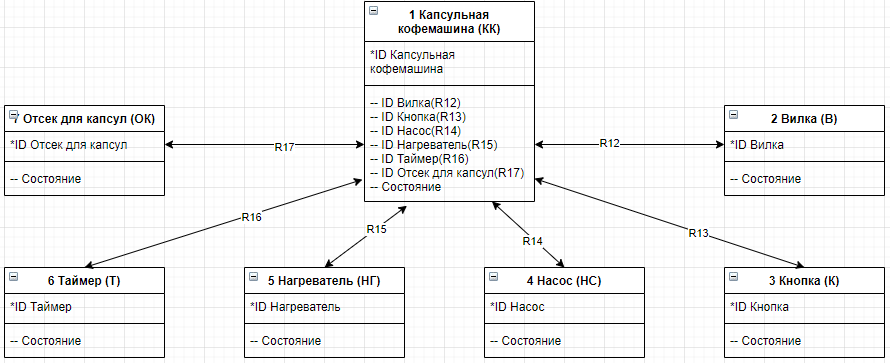 1 Капсульная
кофемашина (КК)
*ID Капсульная
кофемашина
-- ID Вилка(R12)
-- ID Кнопка(R13)
-- ID Насос(R14)
-- ID Нагреватель(R15)
-- ID Таймер(R16)
-- ID Отсек для капсул(R17)
-- Состояние
7 Отсек для капсул (ОК)
*ID Отсек для капсул
-- Состояние
R17
R12
2 Вилка (В)
*ID Вилка
-- Состояние
R16
R15
R14
R13
6 Таймер (Т)
*ID Таймер
-- Состояние
5 Нагреватель (НГ)
*ID Нагреватель
-- Состояние
4 Насос (НС)
*ID Насос
-- Состояние
3 Кнопка (К)
*ID Кнопка
-- Состояние